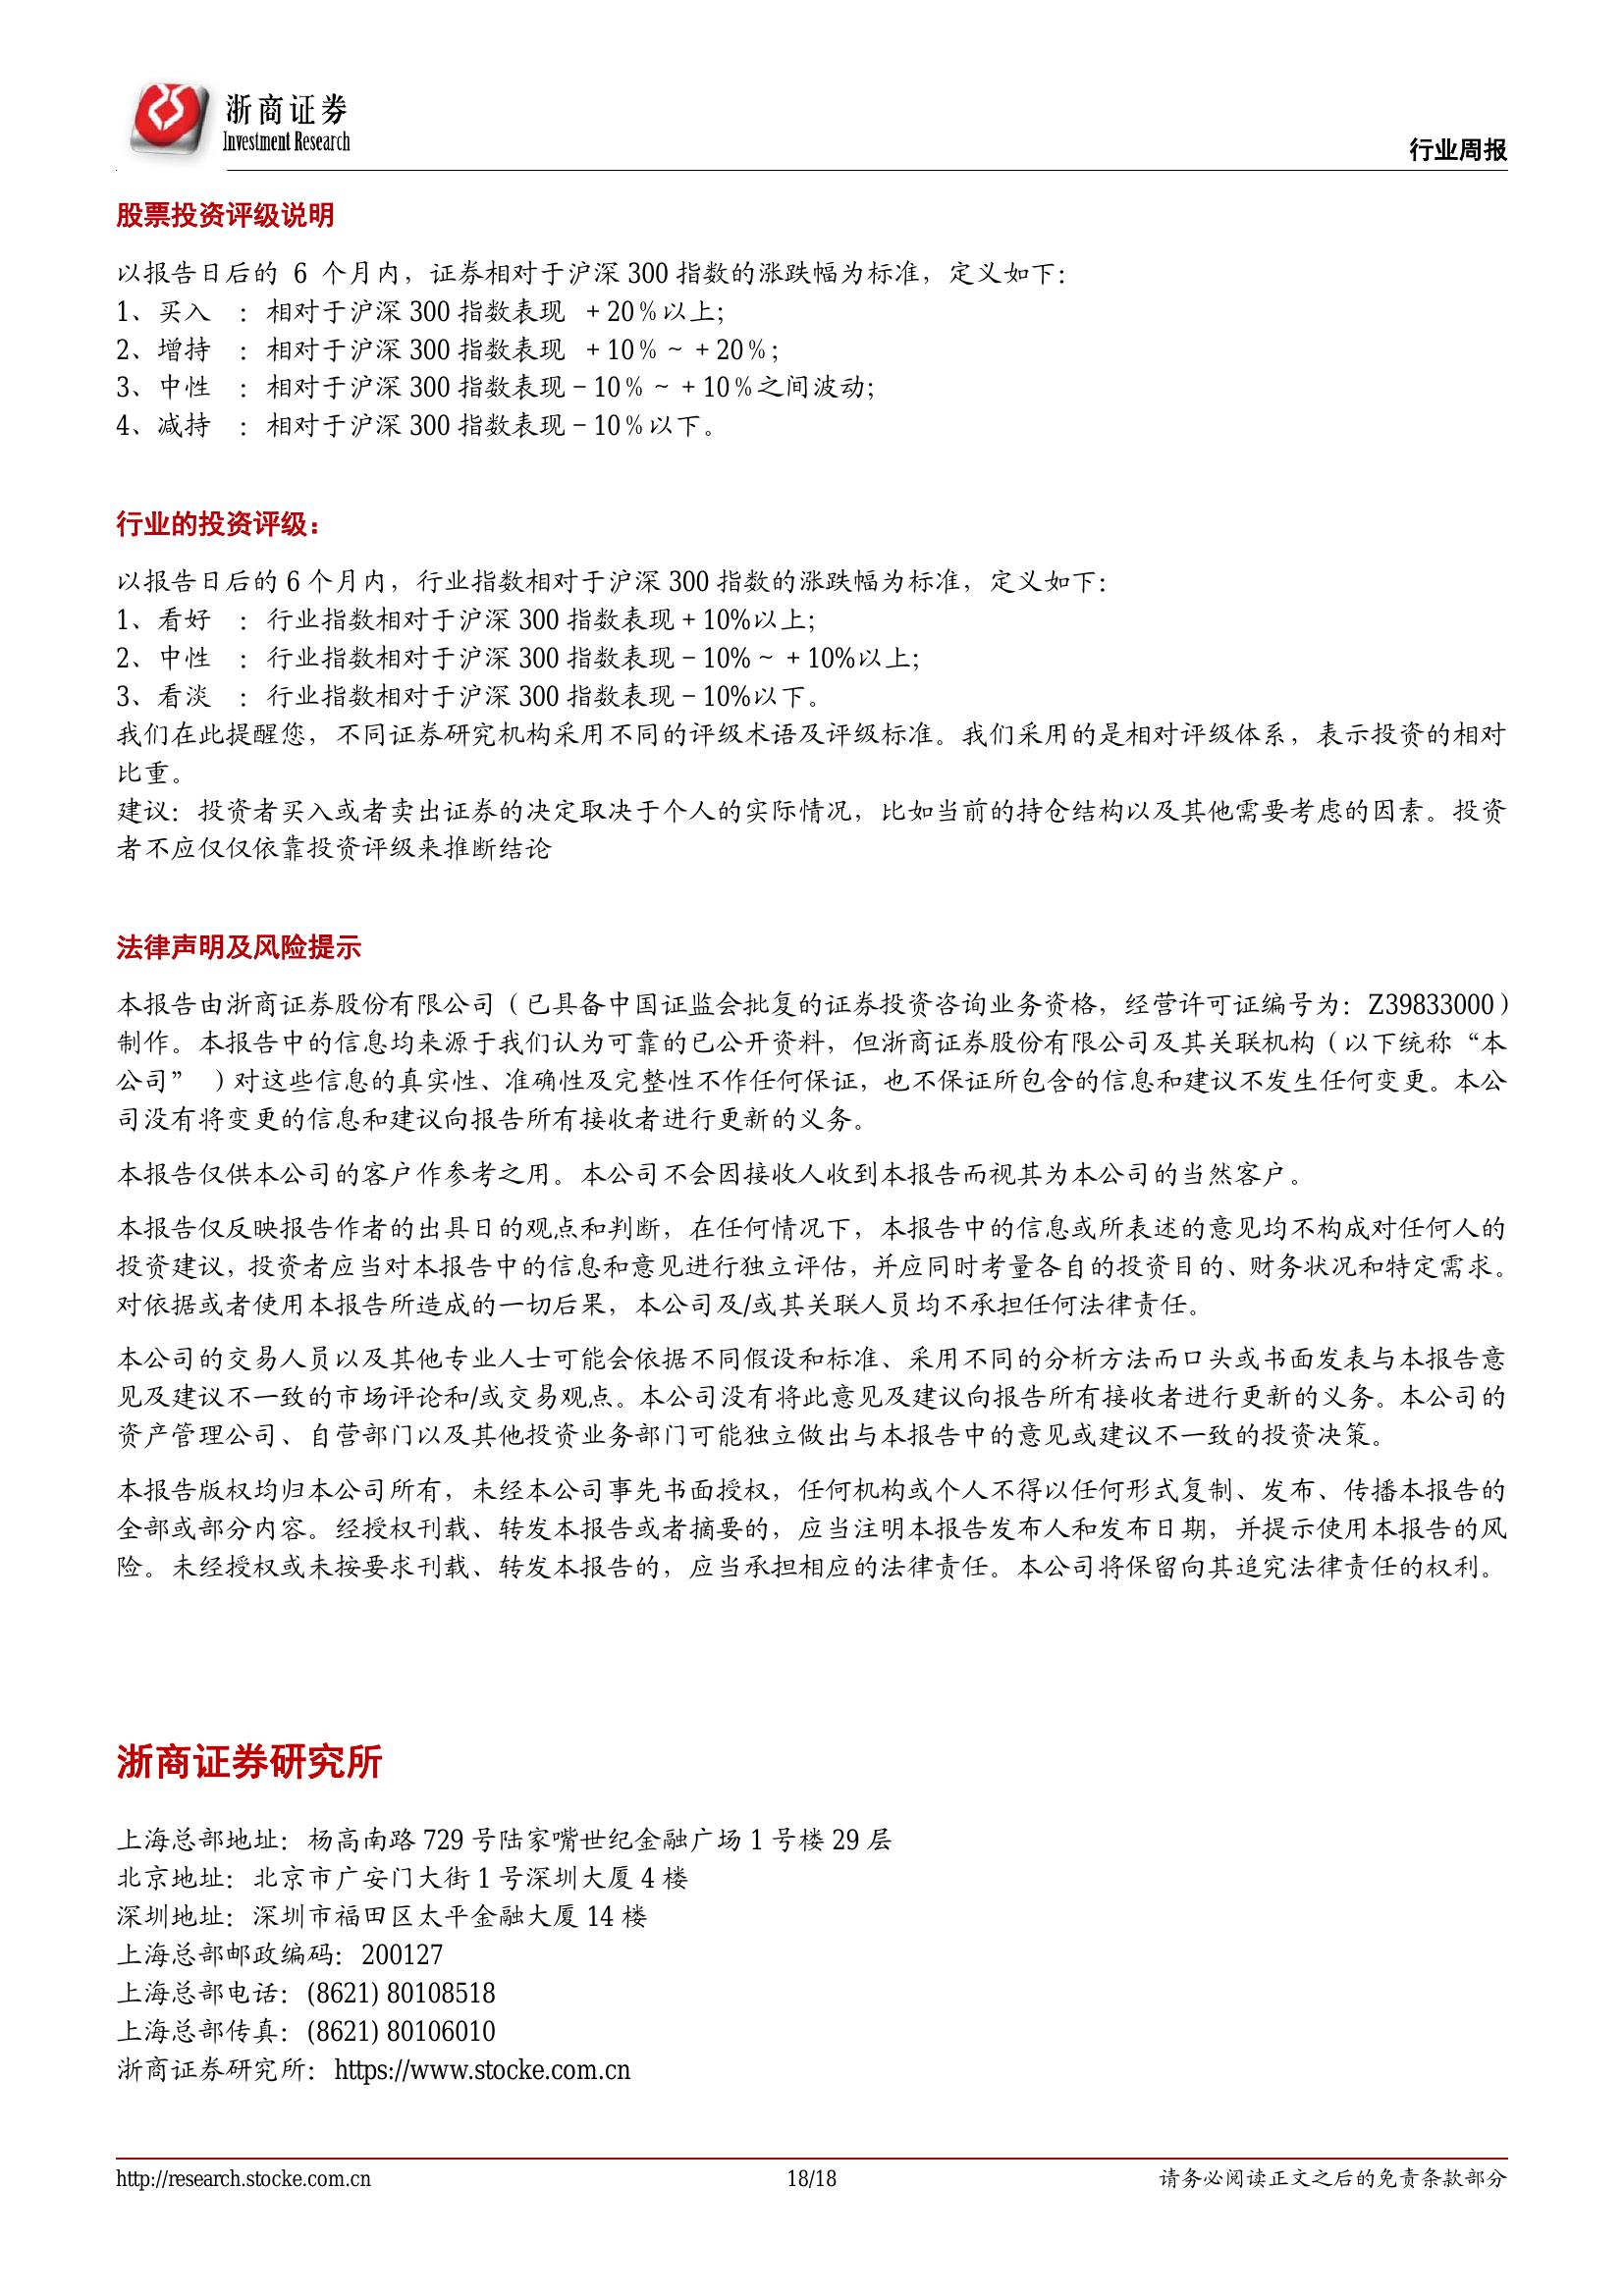 浙商证券
Investment Research
行业周报
股票投资评级说明
以报告日后的 6 个月内，证券相对于沪深 300 指数的涨跌幅为标准，定义如下：
1、买入 ：相对于沪深 300 指数表现 ＋20％以上；
2、增持 ：相对于沪深 300 指数表现 ＋10％～＋20％；
3、中性 ：相对于沪深 300 指数表现－10％～＋10％之间波动；
4、减持 ：相对于沪深 300 指数表现－10％以下。
行业的投资评级：
以报告日后的 6 个月内，行业指数相对于沪深 300 指数的涨跌幅为标准，定义如下：
1、看好 ：行业指数相对于沪深 300 指数表现＋10%以上；
2、中性 ：行业指数相对于沪深 300 指数表现－10%～＋10%以上；
3、看淡 ：行业指数相对于沪深 300 指数表现－10%以下。
我们在此提醒您，不同证券研究机构采用不同的评级术语及评级标准。我们采用的是相对评级体系，表示投资的相对
比重。
建议：投资者买入或者卖出证券的决定取决于个人的实际情况，比如当前的持仓结构以及其他需要考虑的因素。投资
者不应仅仅依靠投资评级来推断结论
法律声明及风险提示
本报告由浙商证券股份有限公司（已具备中国证监会批复的证券投资咨询业务资格，经营许可证编号为：Z39833000）
制作。本报告中的信息均来源于我们认为可靠的已公开资料，但浙商证券股份有限公司及其关联机构（以下统称“本
公司” ）对这些信息的真实性、准确性及完整性不作任何保证，也不保证所包含的信息和建议不发生任何变更。本公
司没有将变更的信息和建议向报告所有接收者进行更新的义务。
本报告仅供本公司的客户作参考之用。本公司不会因接收人收到本报告而视其为本公司的当然客户。
本报告仅反映报告作者的出具日的观点和判断，在任何情况下，本报告中的信息或所表述的意见均不构成对任何人的
投资建议，投资者应当对本报告中的信息和意见进行独立评估，并应同时考量各自的投资目的、财务状况和特定需求。
对依据或者使用本报告所造成的一切后果，本公司及/或其关联人员均不承担任何法律责任。
本公司的交易人员以及其他专业人士可能会依据不同假设和标准、采用不同的分析方法而口头或书面发表与本报告意
见及建议不一致的市场评论和/或交易观点。本公司没有将此意见及建议向报告所有接收者进行更新的义务。本公司的
资产管理公司、自营部门以及其他投资业务部门可能独立做出与本报告中的意见或建议不一致的投资决策。
本报告版权均归本公司所有，未经本公司事先书面授权，任何机构或个人不得以任何形式复制、发布、传播本报告的
全部或部分内容。经授权刊载、转发本报告或者摘要的，应当注明本报告发布人和发布日期，并提示使用本报告的风
险。未经授权或未按要求刊载、转发本报告的，应当承担相应的法律责任。本公司将保留向其追究法律责任的权利。
浙商证券研究所
上海总部地址：杨高南路 729 号陆家嘴世纪金融广场 1 号楼 29 层
北京地址：北京市广安门大街 1 号深圳大厦 4 楼
深圳地址：深圳市福田区太平金融大厦 14 楼
上海总部邮政编码：200127
上海总部电话：(8621) 80108518
上海总部传真：(8621) 80106010
浙商证券研究所：https://www.stocke.com.cn
http://research.stocke.com.cn 18/18 请务必阅读正文之后的免责条款部分